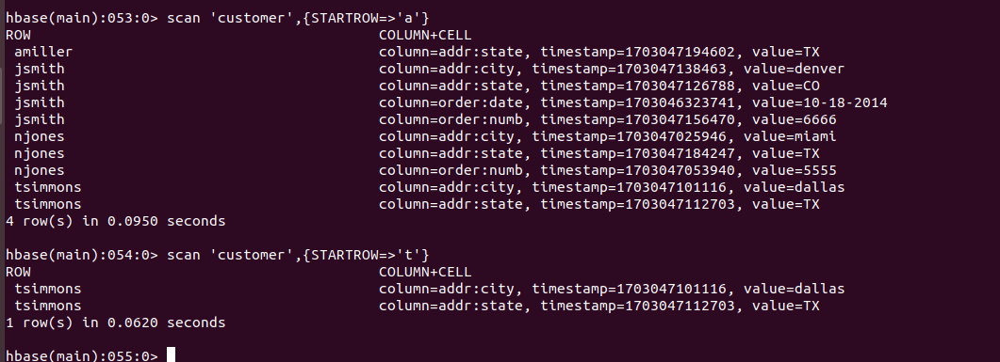 hbase(main):053:0> scan 'customer',{STARTROW=>'a'}
ROW COLUMN+CELL
amiller column=addr:state, timestamp=1703047194602, value=TX
jsmith column=addr:city, timestamp=1703047138463, value=denver
jsmith column=addr:state, timestamp=1703047126788, value=CO
jsmith column=order:date, timestamp=1703046323741, value=10-18-2014
jsmith column=order:numb, timestamp=1703047156470, value=6666
njones column=addr:city, timestamp=1703047025946, value=miami
njones column=addr:state, timestamp=1703047184247, value=TX
njones column=order:numb, timestamp=1703047053940, value=5555
tsimmons column=addr:city, timestamp=1703047101116, value=dallas
tsimmons column=addr:state, timestamp=1703047112703, value=TX
4 row(s) in 0.0950 seconds
hbase(main):054:0> scan 'customer',{STARTROW=>'t'}
ROW COLUMN+CELL
tsimmons column=addr:city, timestamp=1703047101116, value=dallas
tsimmons column=addr:state, timestamp=1703047112703, value=TX
1 row(s) in 0.0620 seconds
hbase(main):055:0>